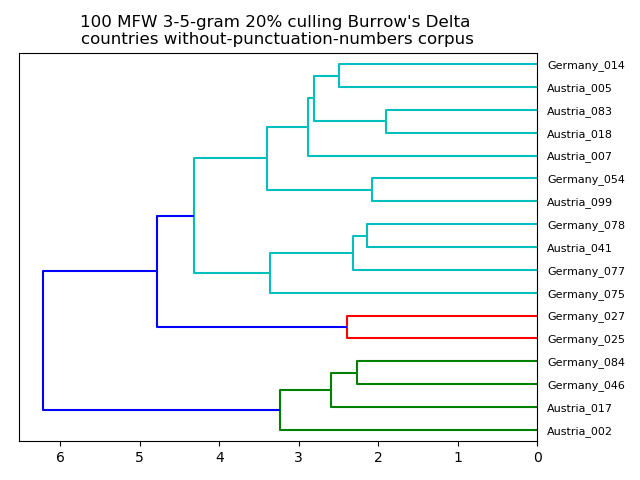 100 MFW 3-5-gram 20% culling Burrow's Delta
countries without-punctuation-numbers corpus
Germany_014
Austria_005
Austria_083
Austria_018
Austria_007
Germany_054
Austria_099
Germany_078
Austria_041
Germany_077
Germany_075
Germany_027
Germany_025
Germany_084
Germany_046
Austria_017
Austria_002
6 5 4 3 2 1 0